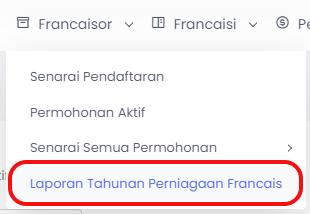 Francaisor Francaisi
Senarai Pendaftaran
Permohonan Aktif
Senarai Semua Permohonan
Laporan Tahunan Perniagaan Francais